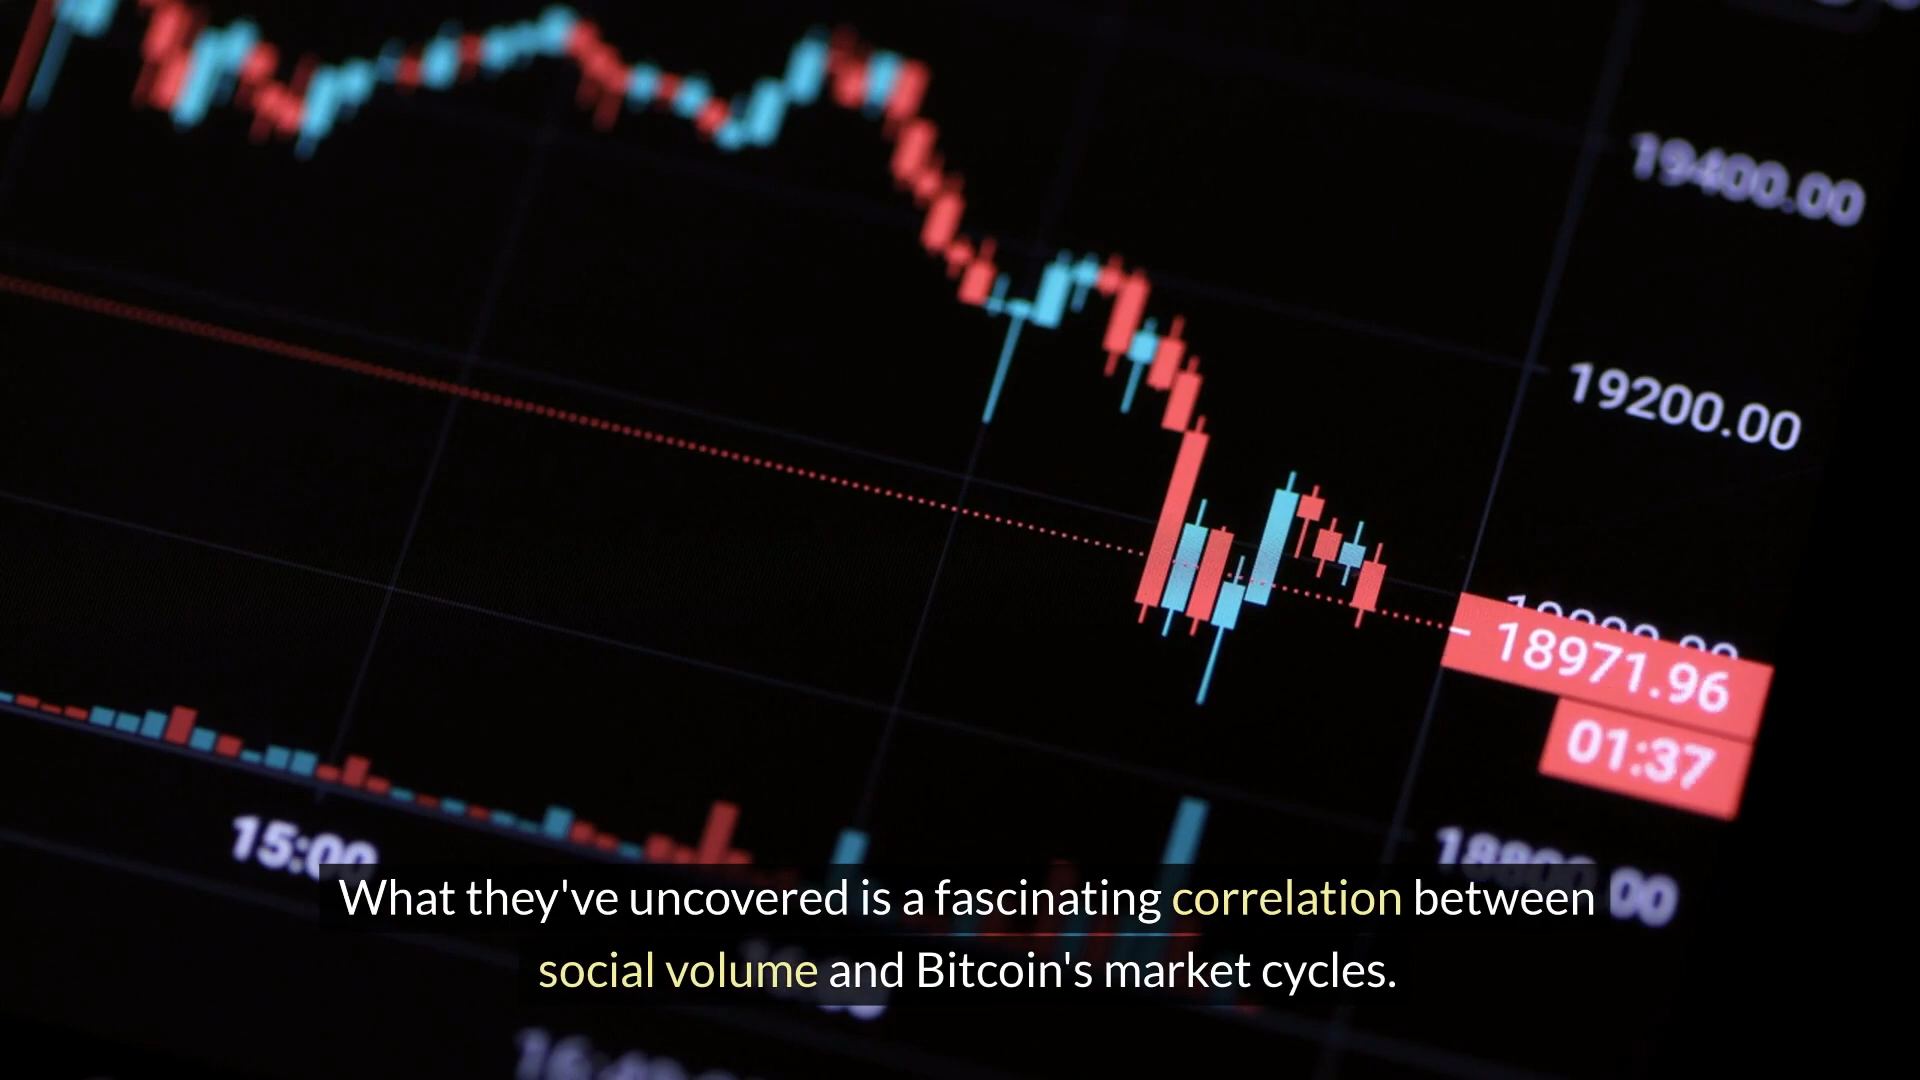 19400.00
19200.00
18971.96
01:37
15:00
What they've uncovered is a fascinating correlation between
social volume and Bitcoin's market cycles.